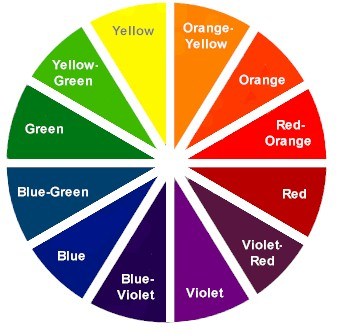 Yellow
Orange-
Yellow
Orange
Red-
Orange
Red
Violet-
Red
Violet
Blue-
Violet
Blue
Blue-Green
Green
Yellow-
Green